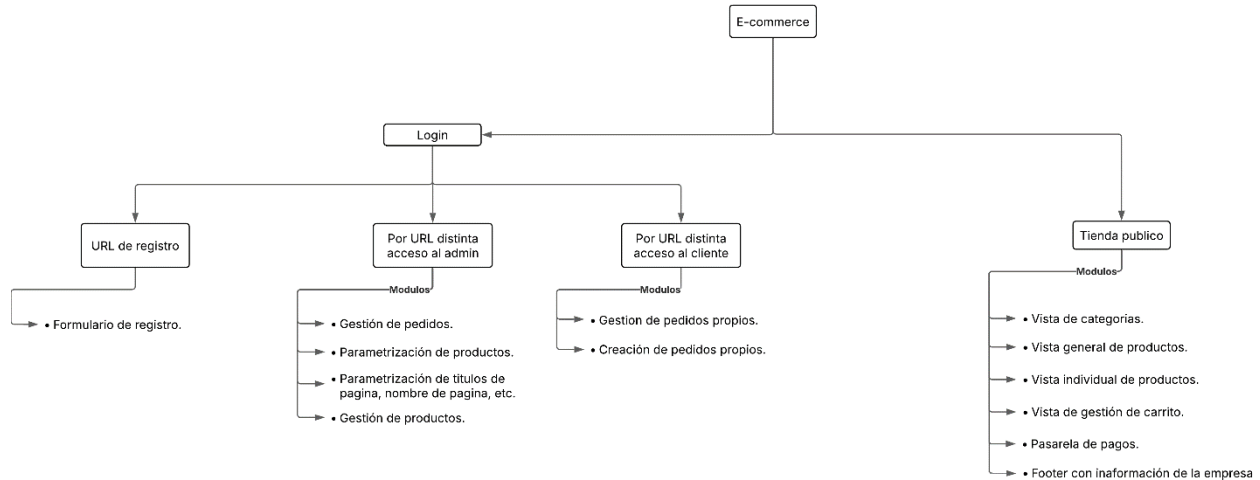 E-commerce
Login
URL de registro
Por URL distinta
acceso al admin
Por URL distinta
acceso al cliente
Tienda publico
Modulos
Modulos
Modulos
• Formulario de registro.
• Gestión de pedidos.
• Parametrización de productos.
• Parametrización de titulos de
pagina, nombre de pagina, etc.
• Gestión de productos.
• Gestion de pedidos propios.
• Creación de pedidos propios.
• Vista de categorias.
• Vista general de productos.
• Vista individual de productos.
• Vista de gestión de carrito.
• Pasarela de pagos.
• Footer con inaformación de la empresa